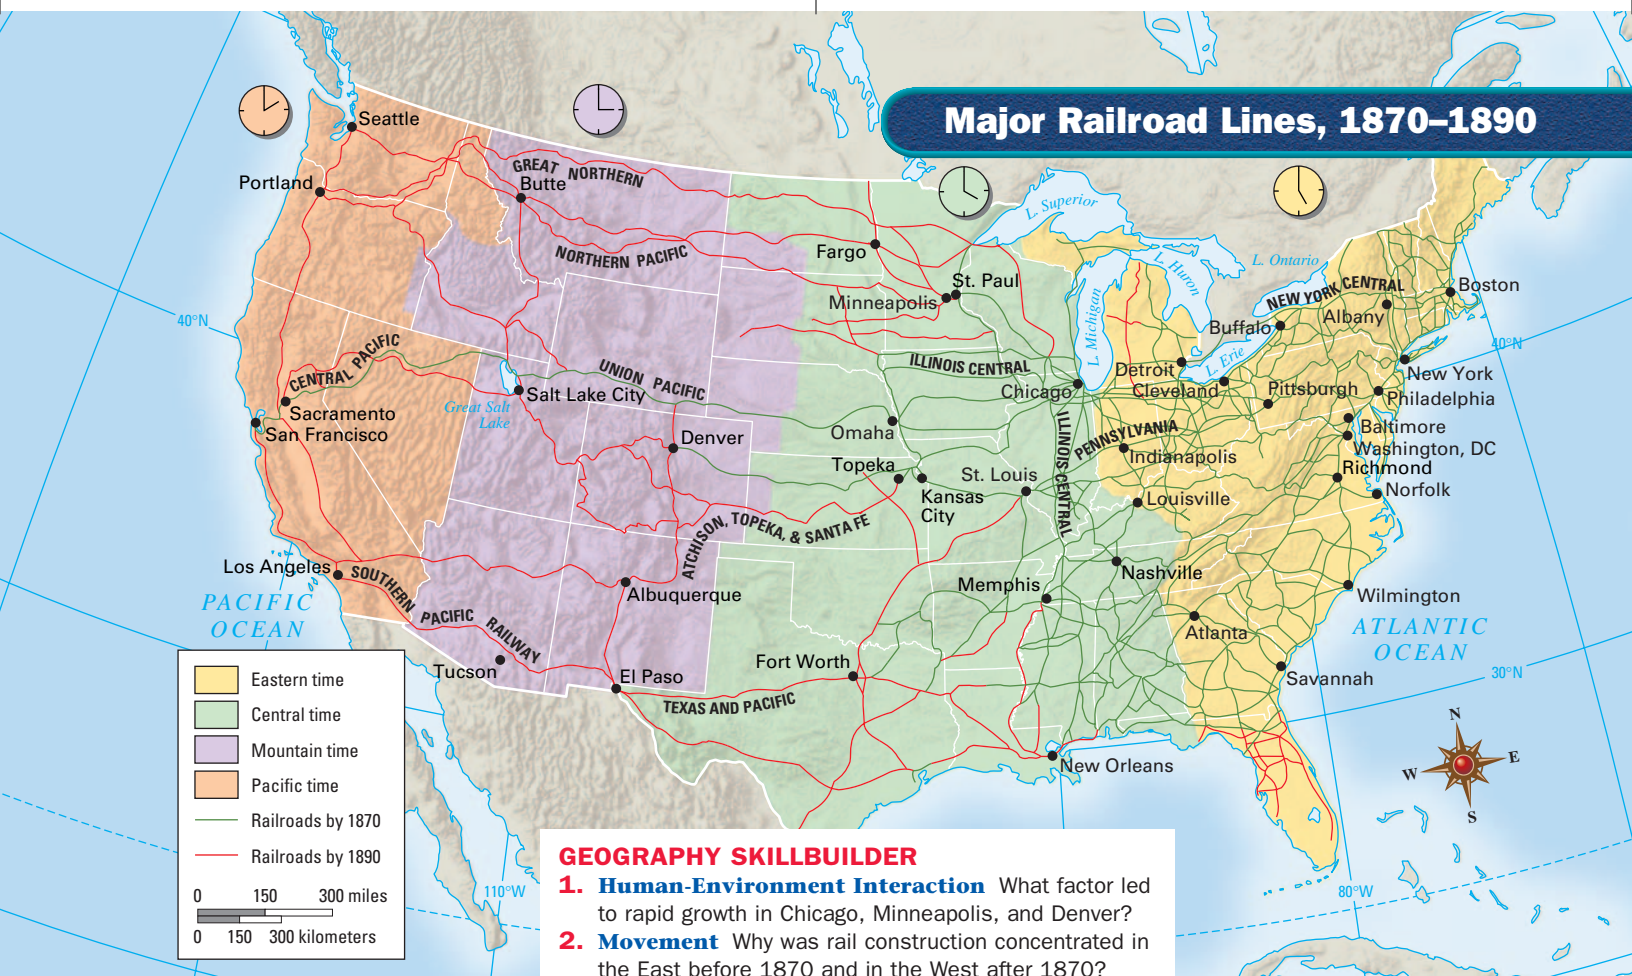 Major Railroad Lines, 1870–1890
Seattle
Portland
GREAT NORTHERN
Butte
NORTHERN PACIFIC
Fargo
St. Paul
Minneapolis
L. Superior
L. Michigan
L. Huron
L. Ontario
L. Erie
NEW YORK CENTRAL
Boston
Albany
Buffalo
40°N
40°N
Detroit
Cleveland
New York
Pittsburgh
Philadelphia
Baltimore
Washington, DC
Richmond
Norfolk
CENTRAL PACIFIC
Sacramento
San Francisco
Great Salt
Lake
Salt Lake City
UNION PACIFIC
Denver
ILLINOIS CENTRAL
Chicago
Omaha
Topeka
Kansas
City
St. Louis
ILLINOIS CENTRAL
PENNSYLVANIA
Indianapolis
Louisville
ATCHISON, TOPEKA, & SANTA FE
Los Angeles
SOUTHERN PACIFIC RAILWAY
Albuquerque
Memphis
Nashville
Wilmington
Atlanta
Savannah
PACIFIC
OCEAN
ATLANTIC
OCEAN
30°N
Tucson
El Paso
Fort Worth
TEXAS AND PACIFIC
New Orleans
N
E
S
W
Eastern time
Central time
Mountain time
Pacific time
Railroads by 1870
Railroads by 1890
0 150 300 miles
0 150 300 kilometers
110°W
80°W
GEOGRAPHY SKILLBUILDER
1. Human-Environment Interaction What factor led
to rapid growth in Chicago, Minneapolis, and Denver?
2. Movement Why was rail construction concentrated in
the East before 1870 and in the West after 1870?